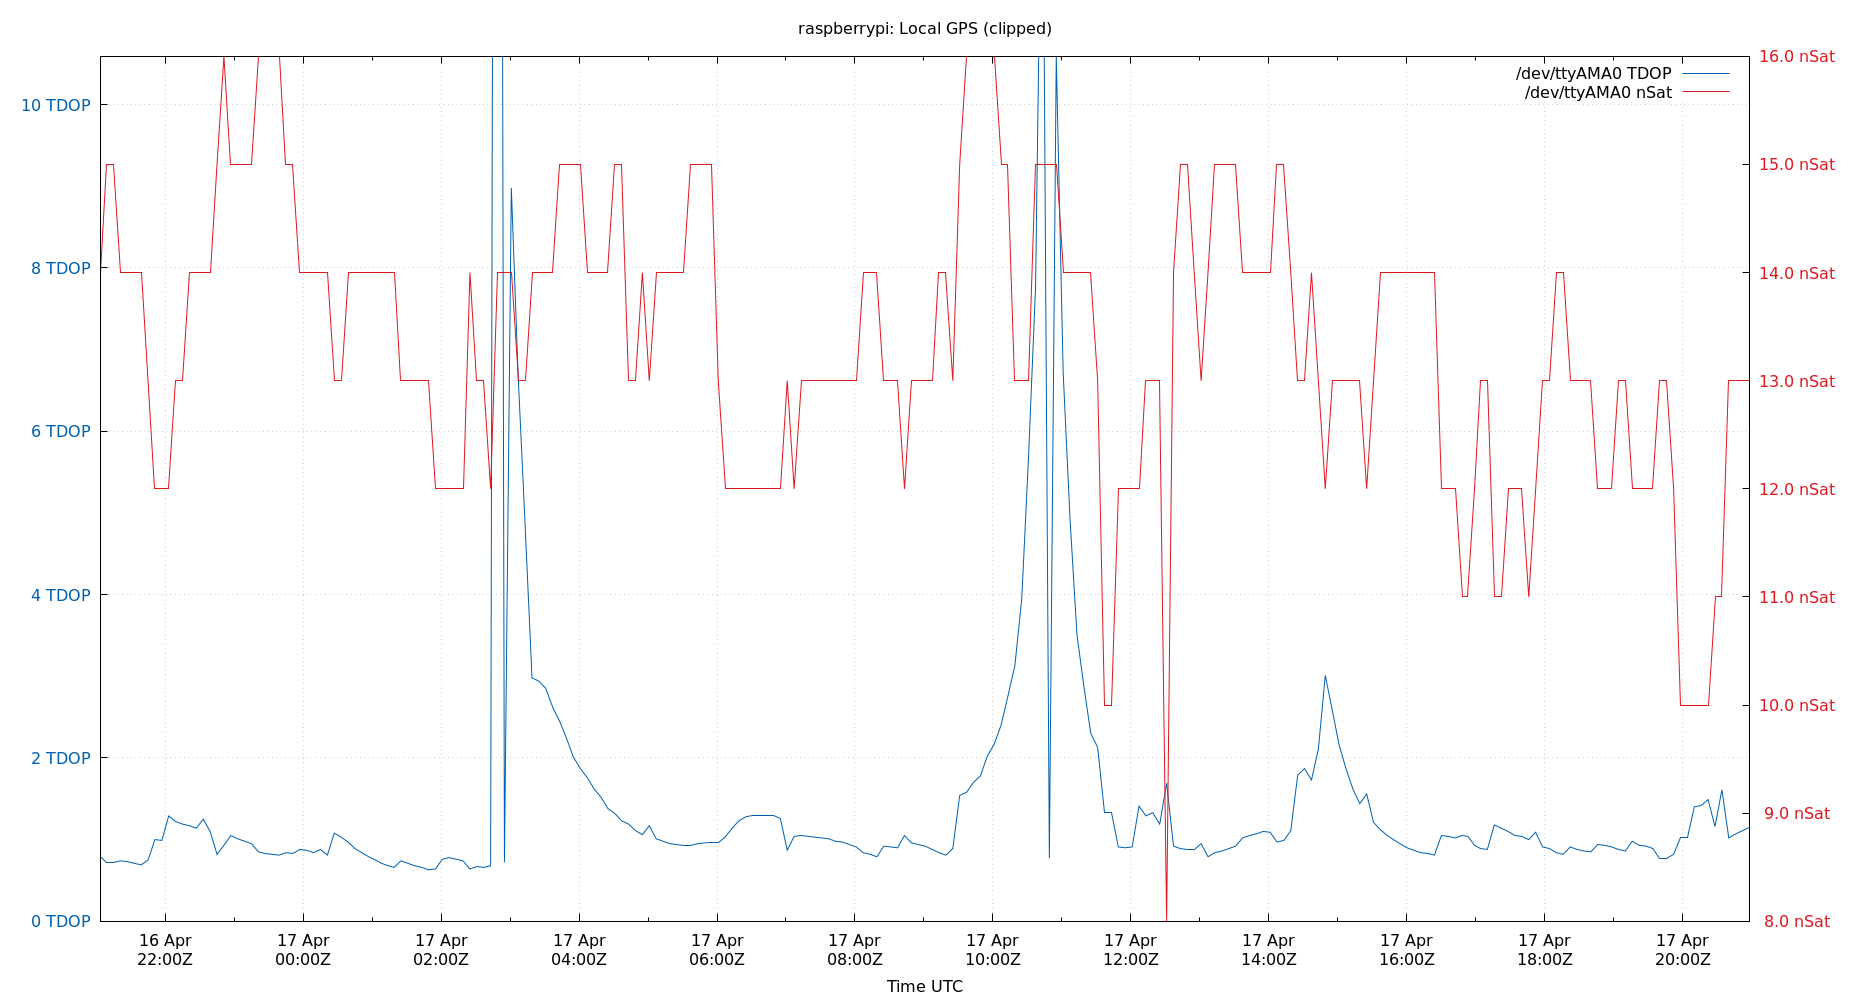 raspberrypi: Local GPS (clipped)
/dev/ttyAMA0 TDOP
/dev/ttyAMA0 nSat
10 TDOP
8 TDOP
6 TDOP
4 TDOP
2 TDOP
0 TDOP
16.0 nSat
15.0 nSat
14.0 nSat
13.0 nSat
12.0 nSat
11.0 nSat
10.0 nSat
9.0 nSat
8.0 nSat
16 Apr 17 Apr 17 Apr 17 Apr 17 Apr 17 Apr 17 Apr 17 Apr 17 Apr 17 Apr 17 Apr 17 Apr
22:00Z 00:00Z 02:00Z 04:00Z 06:00Z 08:00Z 10:00Z 12:00Z 14:00Z 16:00Z 18:00Z 20:00Z
Time UTC